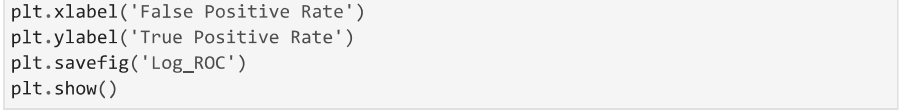 plt.xlabel('False Positive Rate')
plt.ylabel('True Positive Rate')
plt.savefig('Log_ROC')
plt.show()